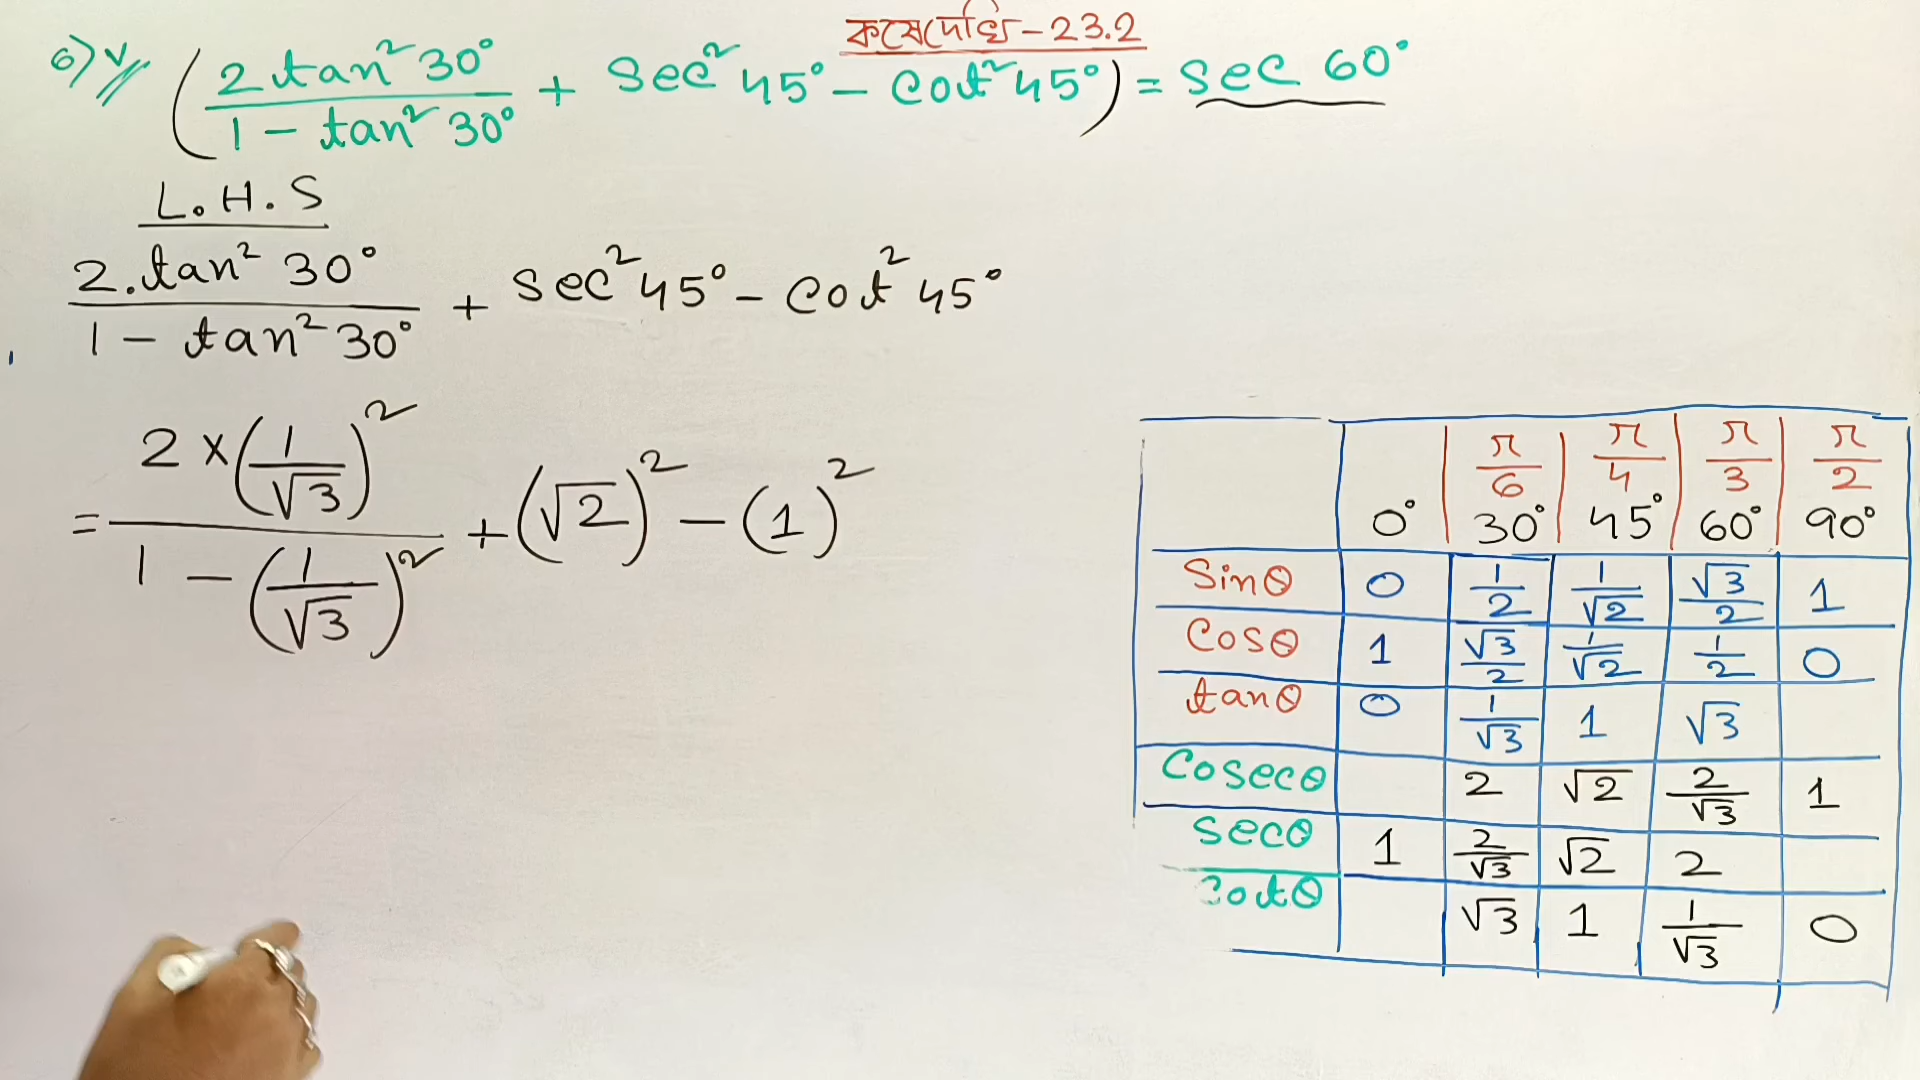 কষেদেখি - 23.2
6) v (2 tan² 30° / 1 - tan² 30° + sec² 45° - cot² 45°) = sec 60°
L.H.S
2.tan² 30° / 1 - tan² 30° + sec² 45° - cot² 45°
= 2 × (1/√3)² / 1 - (1/√3)² + (√2)² - (1)²
π/6 π/4 π/3 π/2
0° 30° 45° 60° 90°
Sinθ 0 1/2 1/√2 √3/2 1
Cosθ 1 √3/2 1/√2 1/2 0
tanθ 0 1/√3 1 √3
Cosecθ 2 √2 2/√3 1
Secθ 1 2/√3 √2 2
Cotθ √3 1 1/√3 0